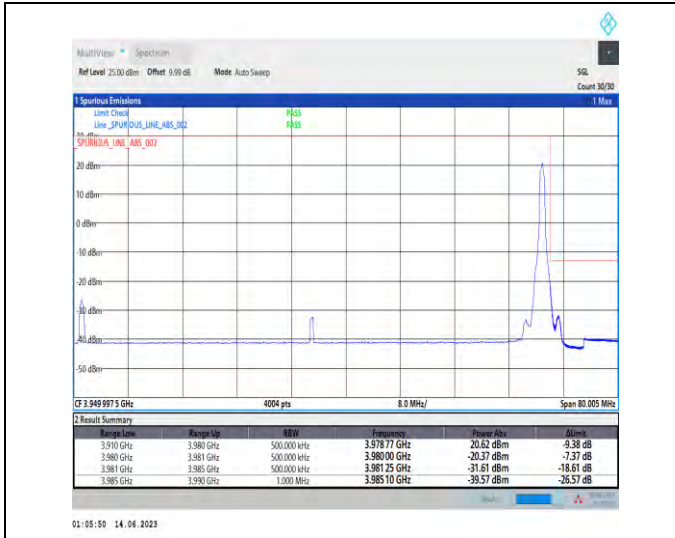 MultiView Spectrum
Ref Level 25.00 dBm Offset 9.99 dB Mode Auto Sweep SGL
Count 30/30
1 Spurious Emissions 1 Max
Limit Check PASS
Line _SPURIOUS_LINE_ABS_002 PASS
30 dBm
_SPURIOUS_LINE_ABS_002
20 dBm
10 dBm
0 dBm
-10 dBm
-20 dBm
-30 dBm
-40 dBm
-50 dBm
CF 3.949 997 5 GHz 4004 pts 8.0 MHz/ Span 80.005 MHz
2 Result Summary
Range Low Range Up RBW Frequency Power Abs ΔLimit
3.910 GHz 3.980 GHz 500.000 kHz 3.978 77 GHz 20.62 dBm -9.38 dB
3.980 GHz 3.981 GHz 500.000 kHz 3.980 00 GHz -20.37 dBm -7.37 dB
3.981 GHz 3.985 GHz 500.000 kHz 3.981 25 GHz -31.61 dBm -18.61 dB
3.985 GHz 3.990 GHz 1.000 MHz 3.985 10 GHz -39.57 dBm -26.57 dB
01:05:50 14.06.2023